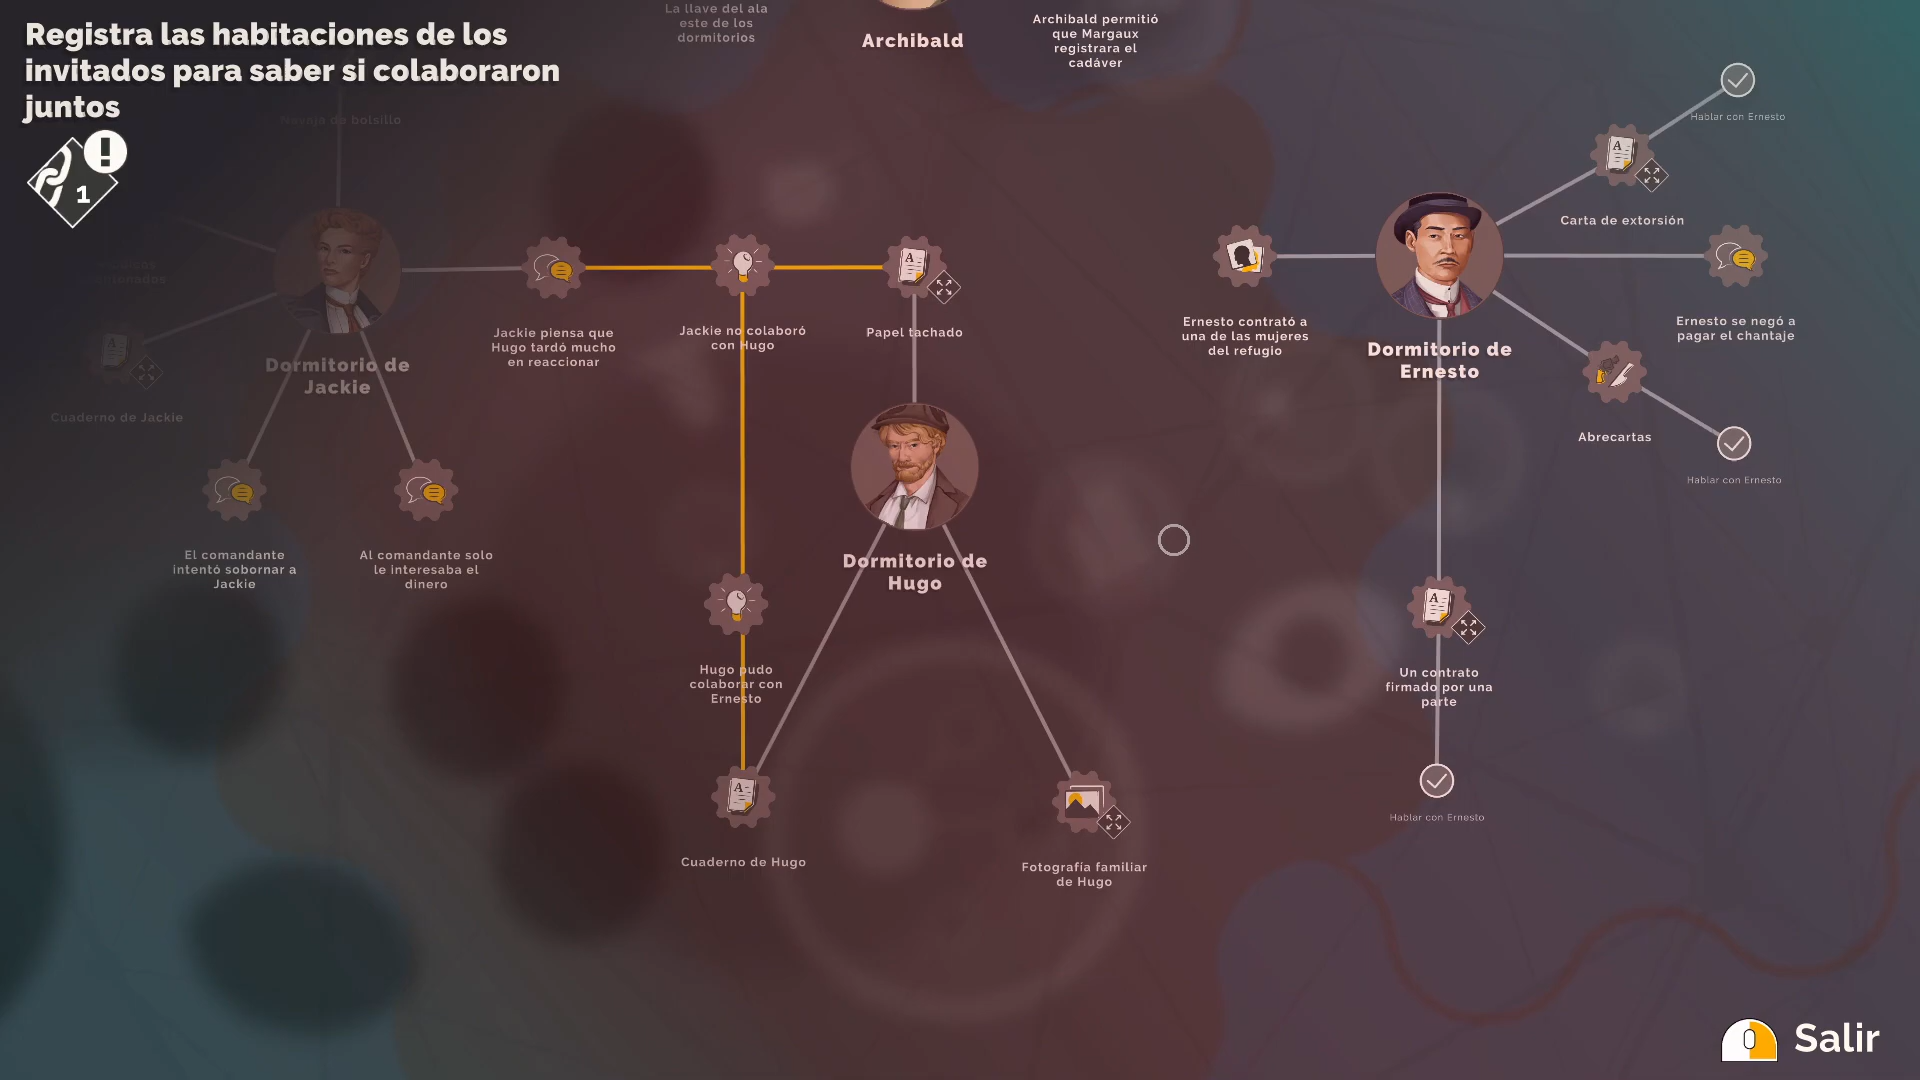 Registra las habitaciones de los
invitados para saber si colaboraron
juntos
1
La llave del ala
este de los
dormitorios
Archibald
Archibald permitió
que Margaux
registrara el
cadáver
Navaja de bolsillo
Hablar con Ernesto
Carta de extorsión
Jackie piensa que
Hugo tardó mucho
en reaccionar
Jackie no colaboró
con Hugo
Papel tachado
Ernesto contrató a
una de las mujeres
del refugio
Dormitorio de
Ernesto
Ernesto se negó a
pagar el chantaje
Dormitorio de
Jackie
Cuaderno de Jackie
Abrecartas
Hablar con Ernesto
El comandante
intentó sobornar a
Jackie
Al comandante solo
le interesaba el
dinero
Dormitorio de
Hugo
Hugo pudo
colaborar con
Ernesto
Un contrato
firmado por una
parte
Hablar con Ernesto
Cuaderno de Hugo
Fotografía familiar
de Hugo
Salir